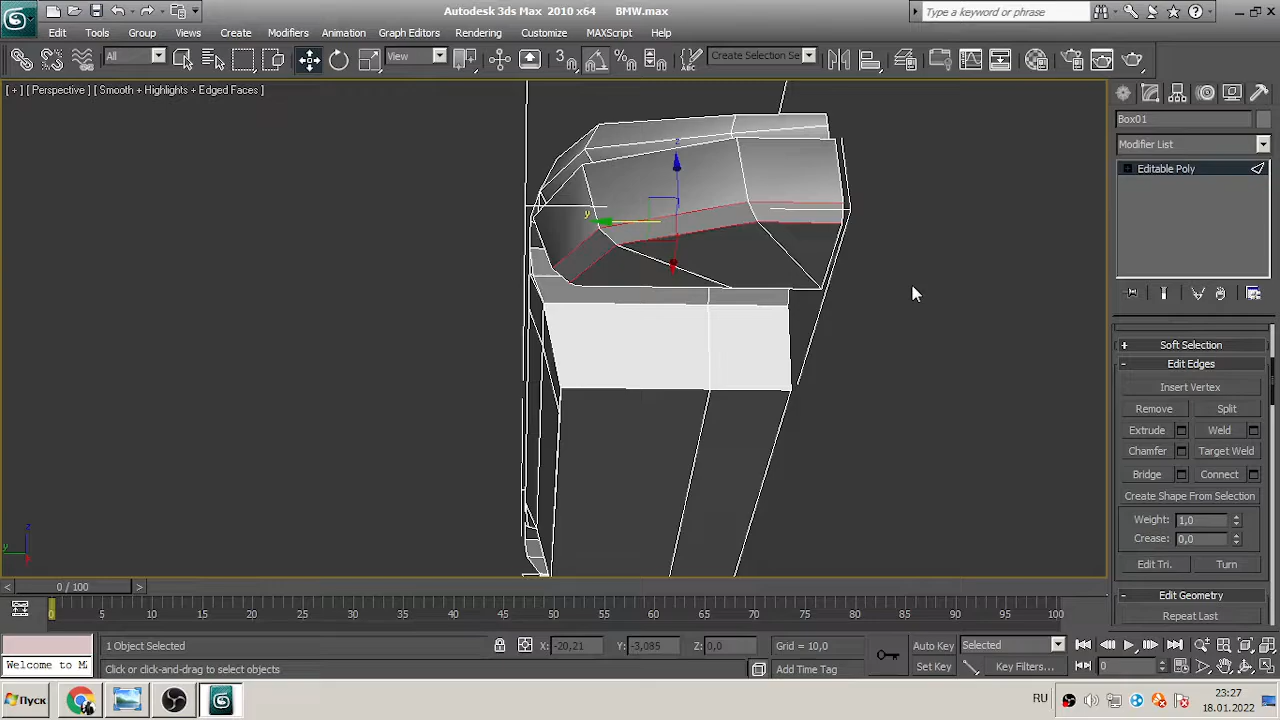 Autodesk 3ds Max 2010 x64 BMW.max
Type a keyword or phrase
Edit Tools Group Views Create Modifiers Animation Graph Editors Rendering Customize MAXScript Help
All View 3 % ABC Create Selection Se
[ + ] [ Perspective ] [ Smooth + Highlights + Edged Faces ]
Box01
Modifier List
Editable Poly
z
y
+ Soft Selection
- Edit Edges
Insert Vertex
Remove Split
Extrude Weld
Chamfer Target Weld
Bridge Connect
Create Shape From Selection
Weight: 1,0
Crease: 0,0
Edit Tri. Turn
- Edit Geometry
Repeat Last
z
y
< 0 / 100 >
0 5 10 15 20 25 30 35 40 45 50 55 60 65 70 75 80 85 90 95 100
1 Object Selected X: -20,21 Y: -3,085 Z: 0,0 Grid = 10,0 Auto Key Selected
Welcome to M Click or click-and-drag to select objects Add Time Tag Set Key Key Filters... 0
Пуск RU 23:27
18.01.2022